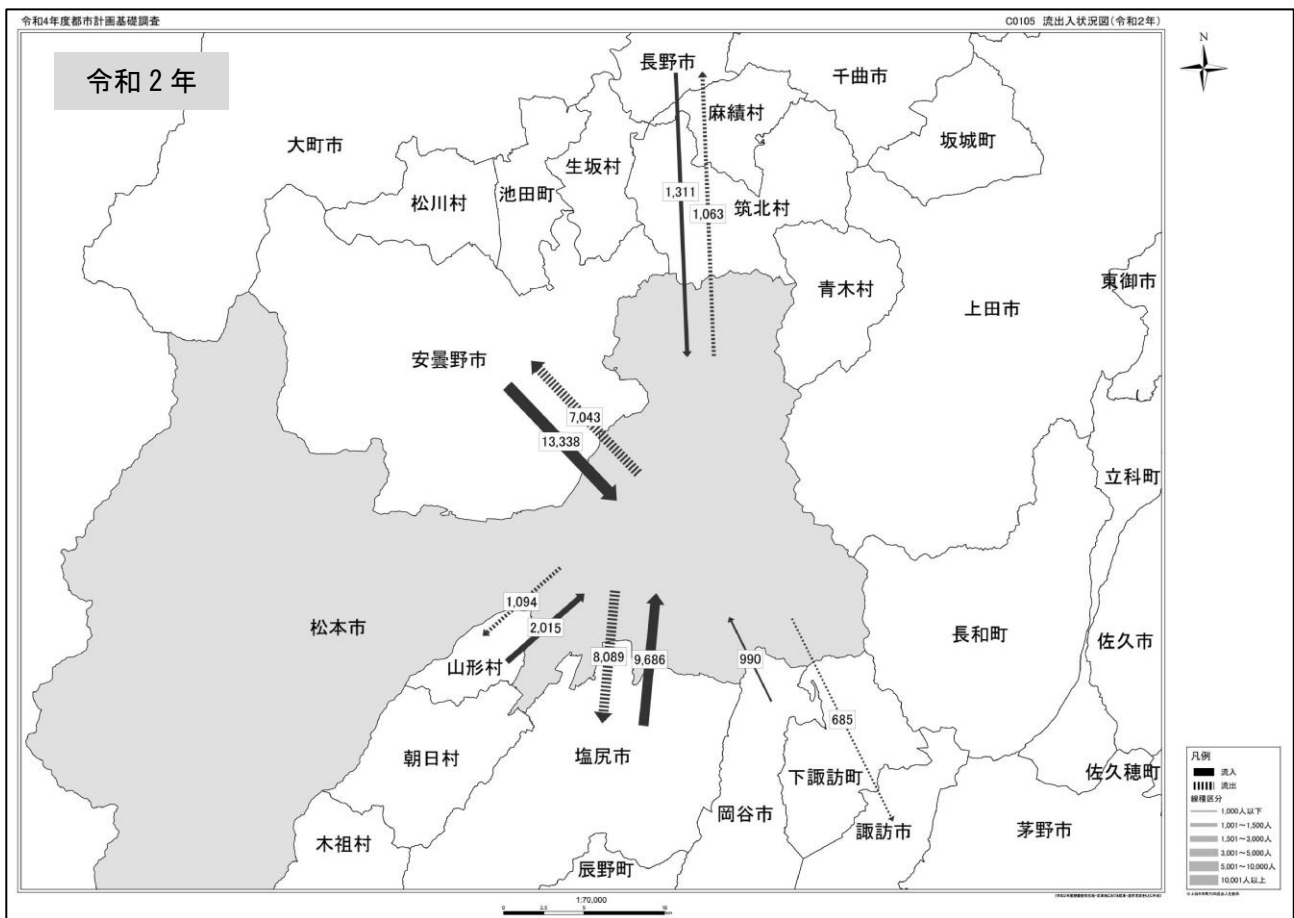 令和4年度都市計画基礎調査
C0105 流出入状況図(令和2年)
令和2年
N
長野市
千曲市
麻績村
坂城町
大町市
生坂村
池田町
松川村
1,311
1,063
筑北村
東御市
青木村
上田市
安曇野市
7,043
13,338
立科町
1,094
2,015
松本市
山形村
8,089
9,686
990
長和町
佐久市
685
朝日村
塩尻市
下諏訪町
佐久穂町
岡谷市
諏訪市
茅野市
木祖村
辰野町
凡例
流入
流出
線種区分
1,000人以下
1,001～1,500人
1,501～3,000人
3,001～5,000人
5,001～10,000人
10,001人以上
1:70,000
0 2.5 5 10